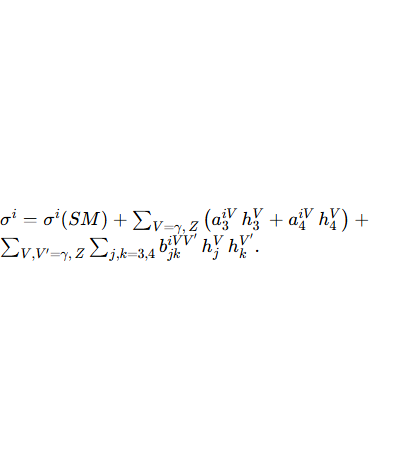 σ^i = σ^i(SM) + ∑_{V=γ, Z} (a_3^{iV} h_3^V + a_4^{iV} h_4^V) +
∑_{V,V′=γ, Z} ∑_{j,k=3,4} b_{jk}^{iVV′} h_j^V h_k^{V′}.